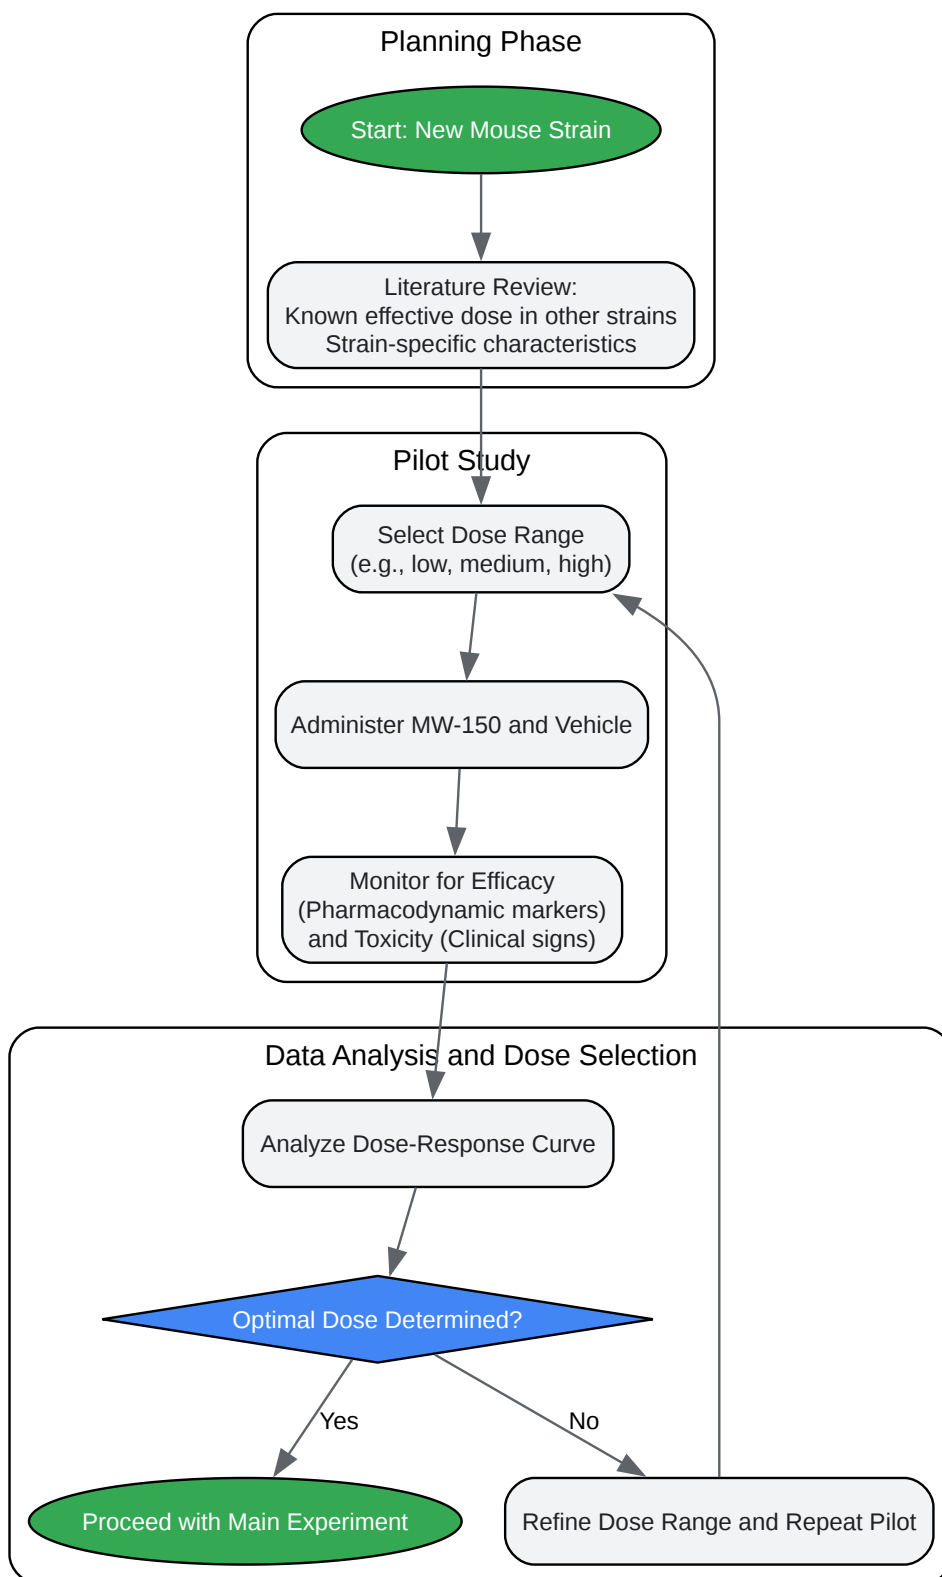 Planning Phase
Start: New Mouse Strain
Literature Review:
Known effective dose in other strains
Strain-specific characteristics
Pilot Study
Select Dose Range
(e.g., low, medium, high)
Administer MW-150 and Vehicle
Monitor for Efficacy
(Pharmacodynamic markers)
and Toxicity (Clinical signs)
Data Analysis and Dose Selection
Analyze Dose-Response Curve
Optimal Dose Determined?
Yes
No
Proceed with Main Experiment
Refine Dose Range and Repeat Pilot